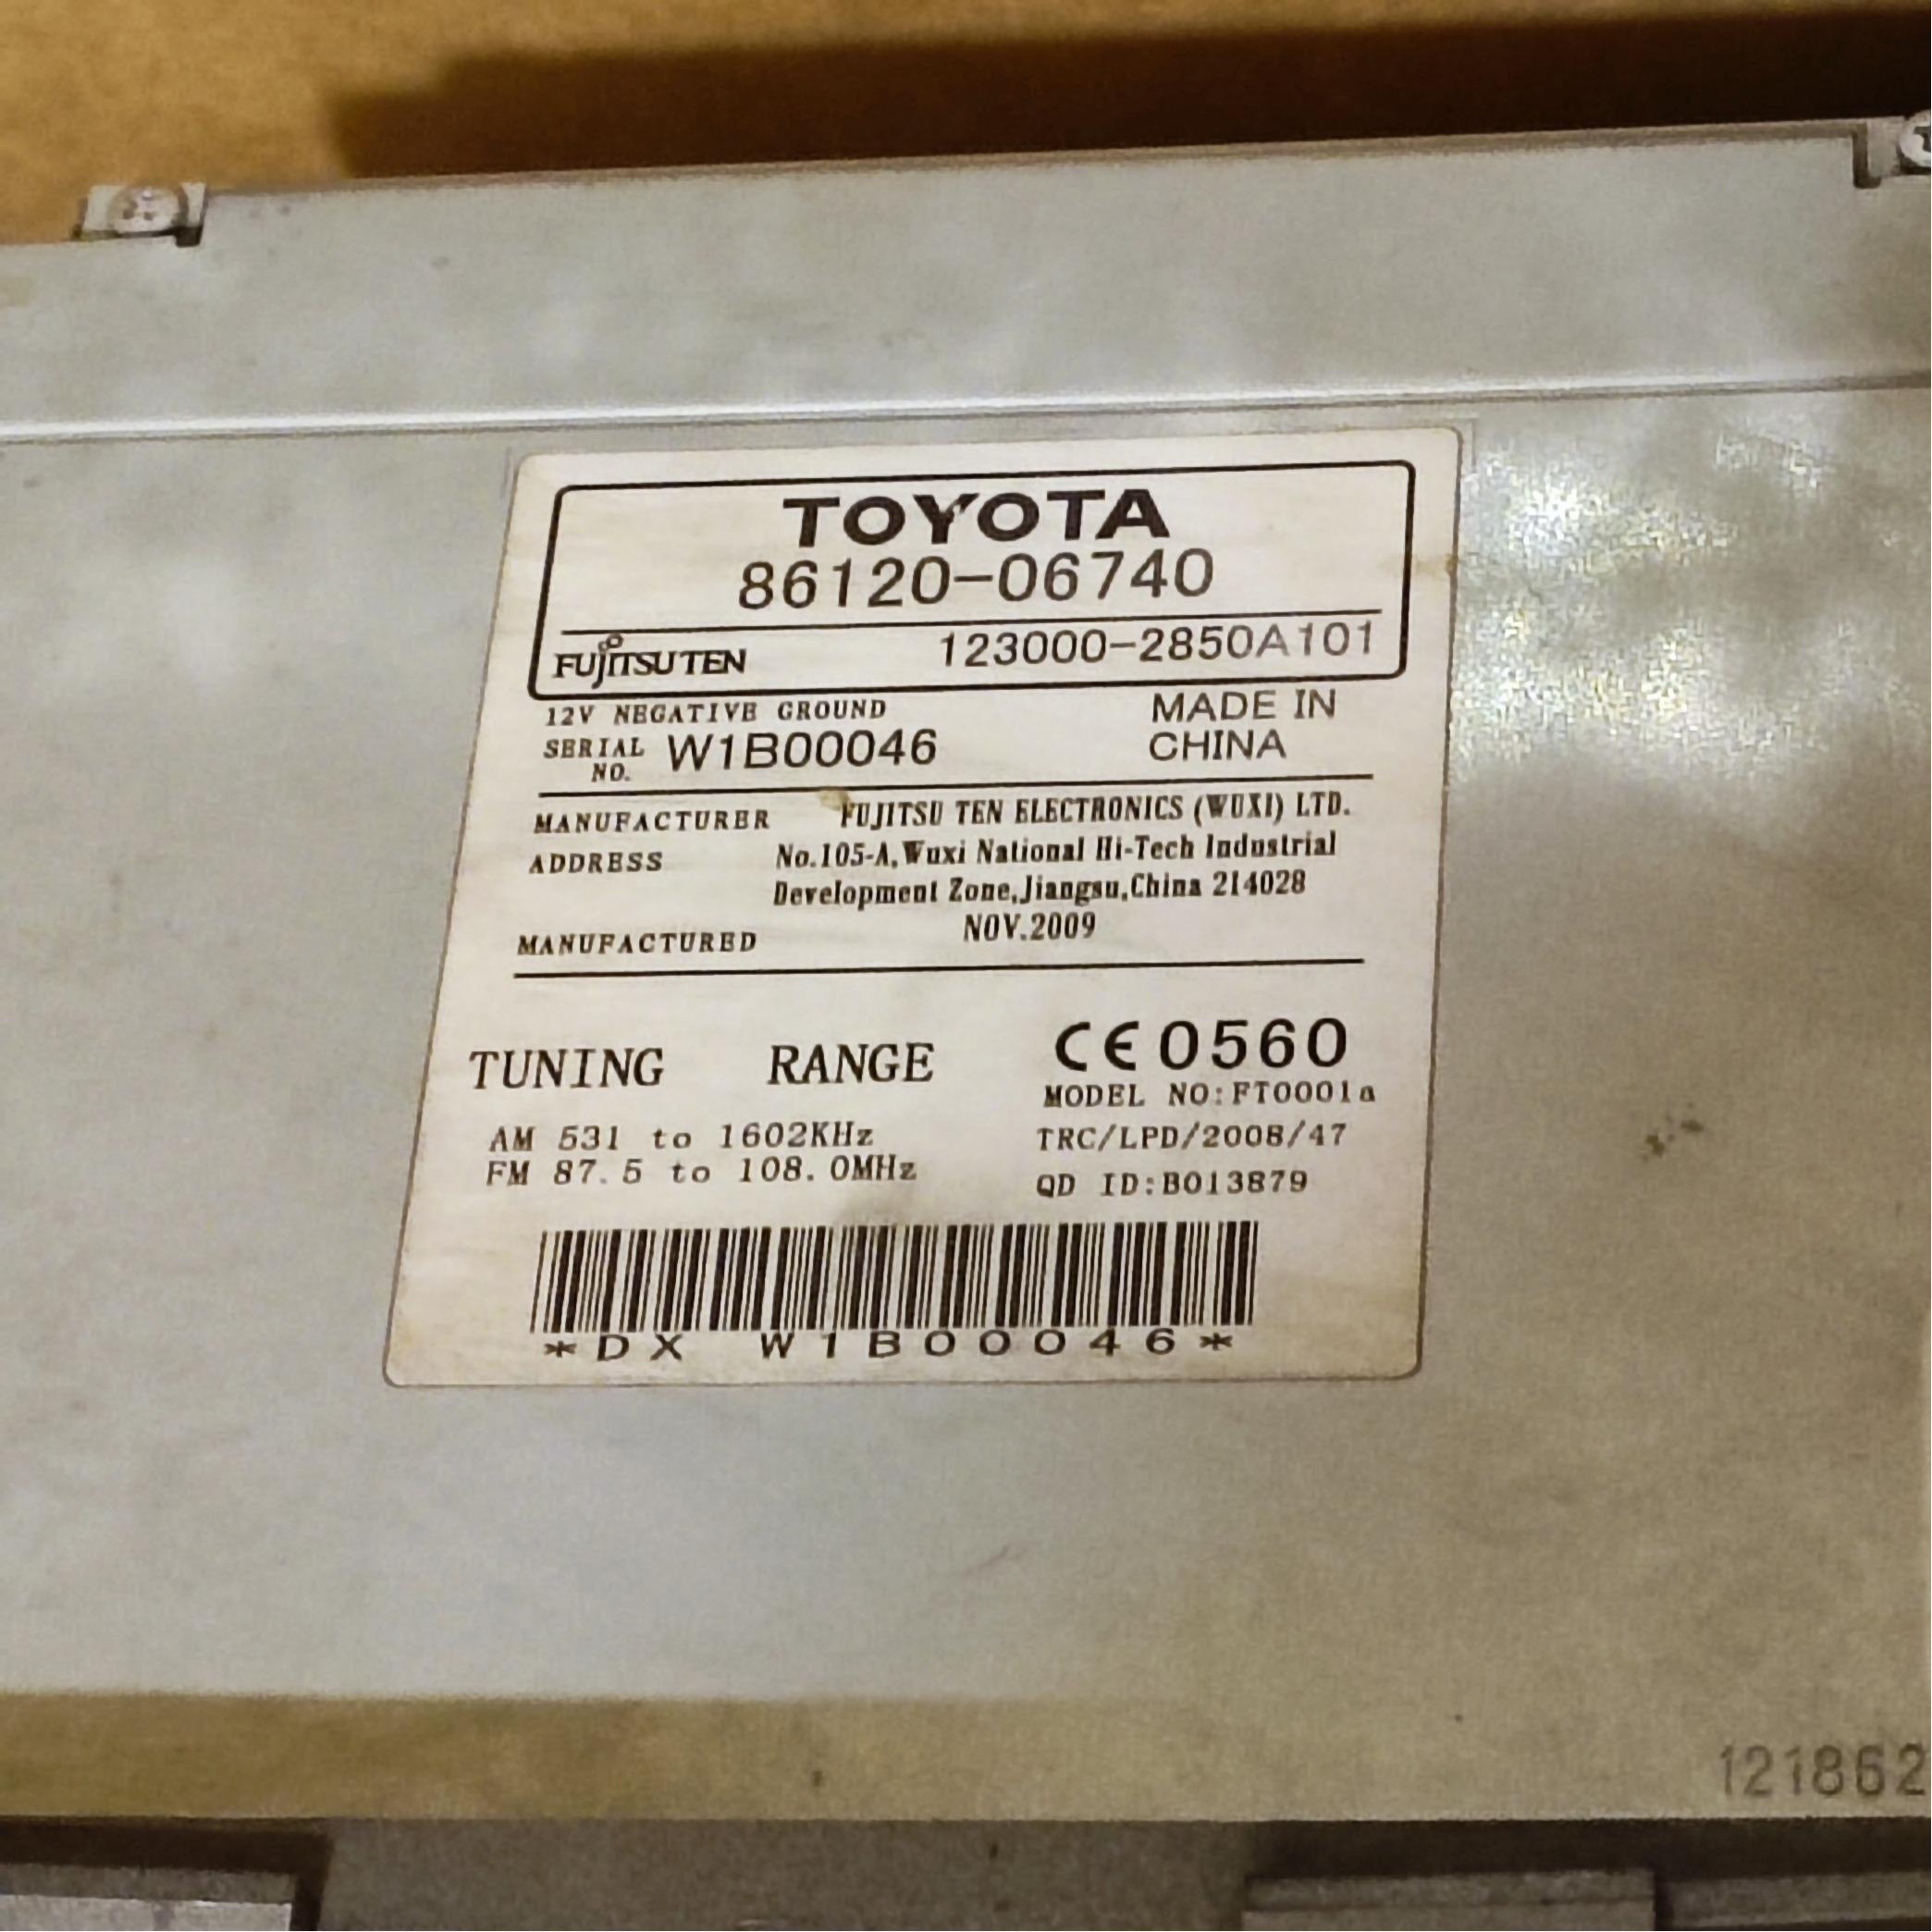 TOYOTA
86120-06740
FUJITSU TEN 123000-2850A101
12V NEGATIVE GROUND MADE IN
SERIAL NO. W1B00046 CHINA
MANUFACTURER FUJITSU TEN ELECTRONICS (WUXI) LTD.
ADDRESS No.105-A,Wuxi National Hi-Tech Industrial
Development Zone,Jiangsu,China 214028
MANUFACTURED NOV.2009
TUNING RANGE CE0560
MODEL NO:FT0001a
AM 531 to 1602KHz TRC/LPD/2008/47
FM 87.5 to 108.0MHz QD ID:B013879
*DX W1B00046*
121862